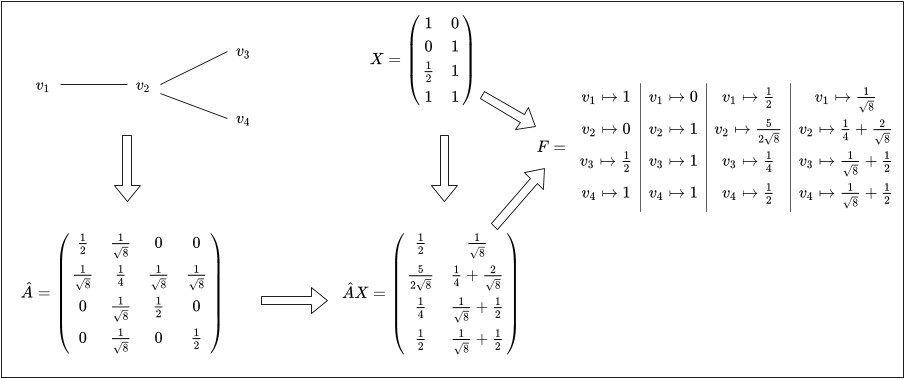 v₁ v₂ v₃
v₄
X = ( 1 0
0 1
1/2 1
1 1 )
F = v₁ ↦ 1 | v₁ ↦ 0 | v₁ ↦ 1/2 | v₁ ↦ 1/√8
v₂ ↦ 0 | v₂ ↦ 1 | v₂ ↦ 5/(2√8) | v₂ ↦ 1/4 + 2/√8
v₃ ↦ 1/2 | v₃ ↦ 1 | v₃ ↦ 1/4 | v₃ ↦ 1/√8 + 1/2
v₄ ↦ 1 | v₄ ↦ 1 | v₄ ↦ 1/2 | v₄ ↦ 1/√8 + 1/2
Â = ( 1/2 1/√8 0 0
1/√8 1/4 1/√8 1/√8
0 1/√8 1/2 0
0 1/√8 0 1/2 )
ÂX = ( 1/2 1/√8
5/(2√8) 1/4 + 2/√8
1/4 1/√8 + 1/2
1/2 1/√8 + 1/2 )